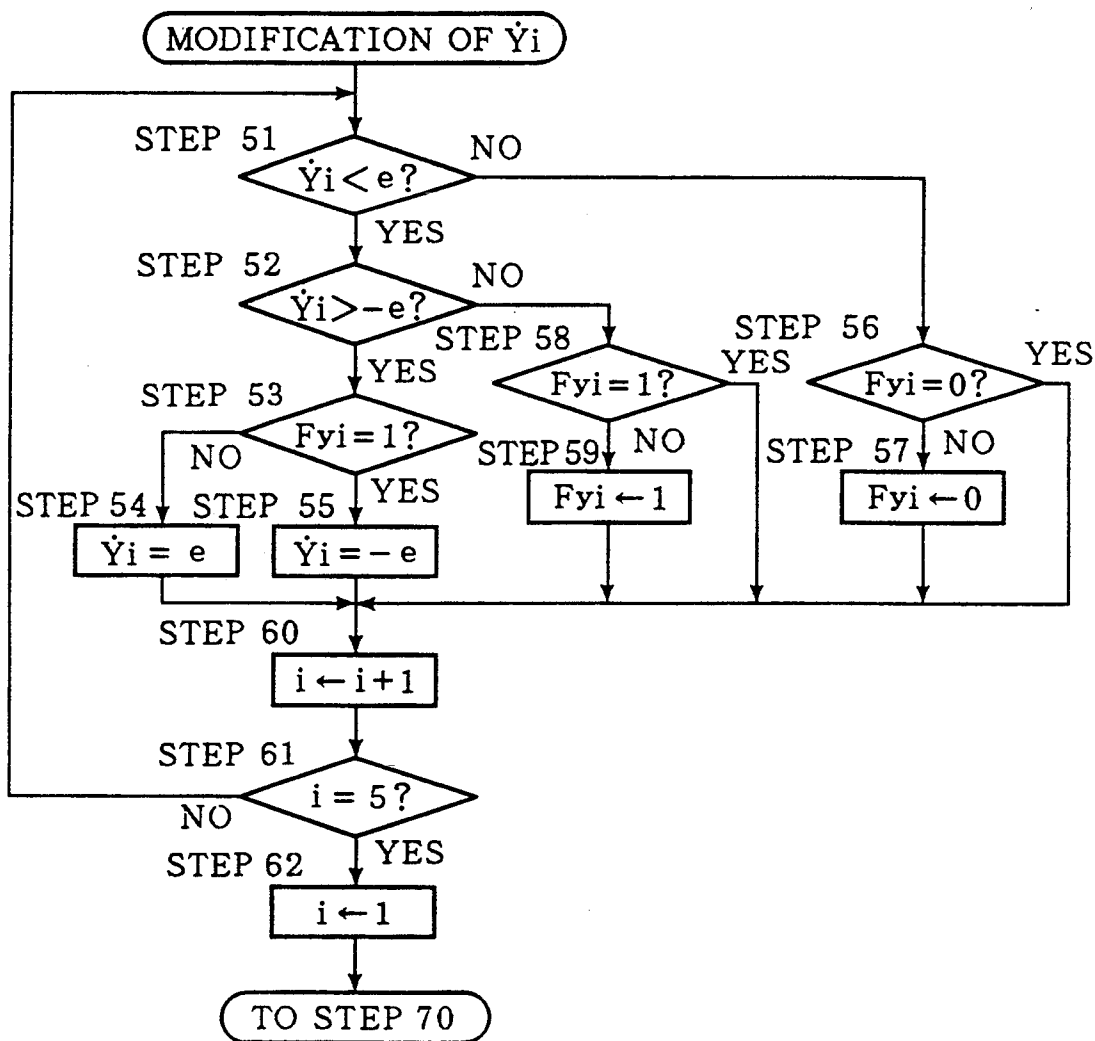 MODIFICATION OF Ẏi
STEP 51
NO
Ẏi < e?
YES
STEP 52
NO
Ẏi > -e?
YES
STEP 58
STEP 56
YES
YES
Fyi = 1?
Fyi = 0?
STEP 53
Fyi = 1?
NO
YES
STEP 59
NO
STEP 57
NO
Fyi ← 1
Fyi ← 0
STEP 54
STEP 55
Ẏi = e
Ẏi = -e
STEP 60
i ← i+1
STEP 61
i = 5?
NO
YES
STEP 62
i ← 1
TO STEP 70